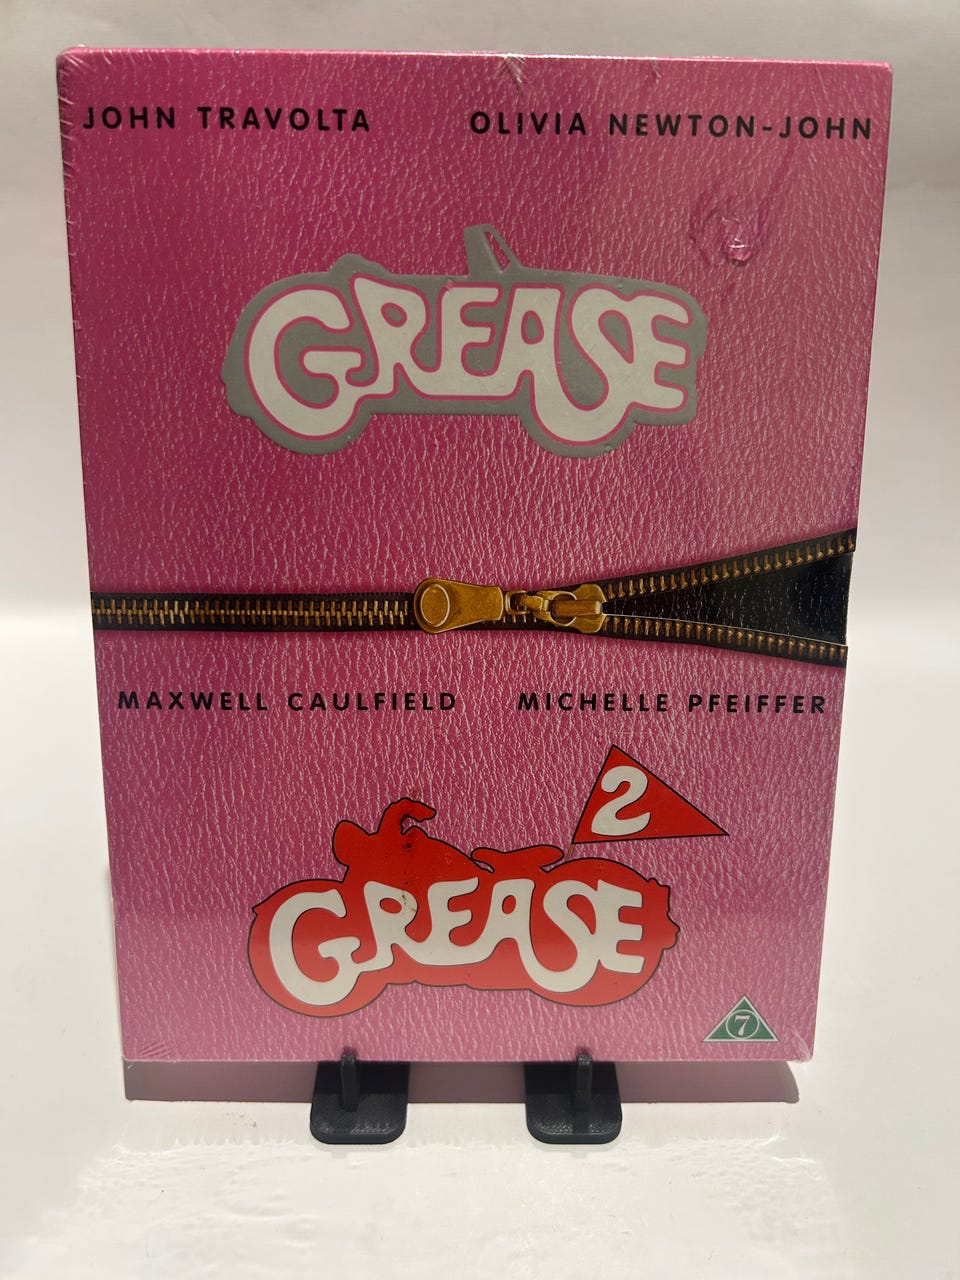 JOHN TRAVOLTA OLIVIA NEWTON-JOHN
GREASE
MAXWELL CAULFIELD MICHELLE PFEIFFER
2
GREASE
7